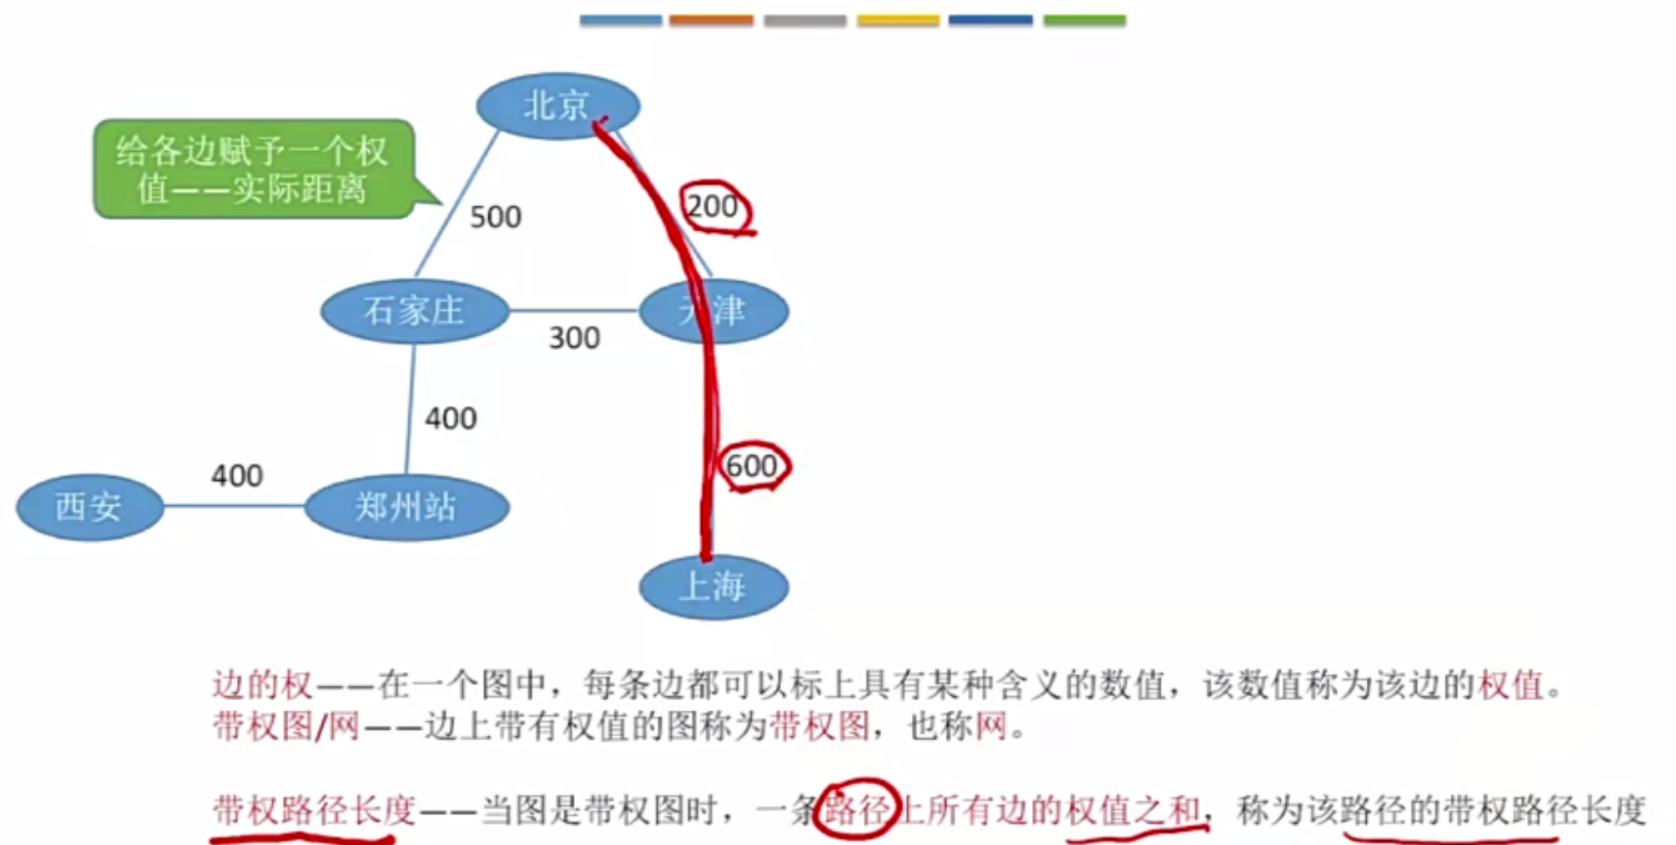 北京
给各边赋予一个权
值——实际距离
200
500
石家庄
天津
300
400
600
400
西安
郑州站
上海
边的权——在一个图中，每条边都可以标上具有某种含义的数值，该数值称为该边的权值。
带权图/网——边上带有权值的图称为带权图，也称网。
带权路径长度——当图是带权图时，一条路径上所有边的权值之和，称为该路径的带权路径长度